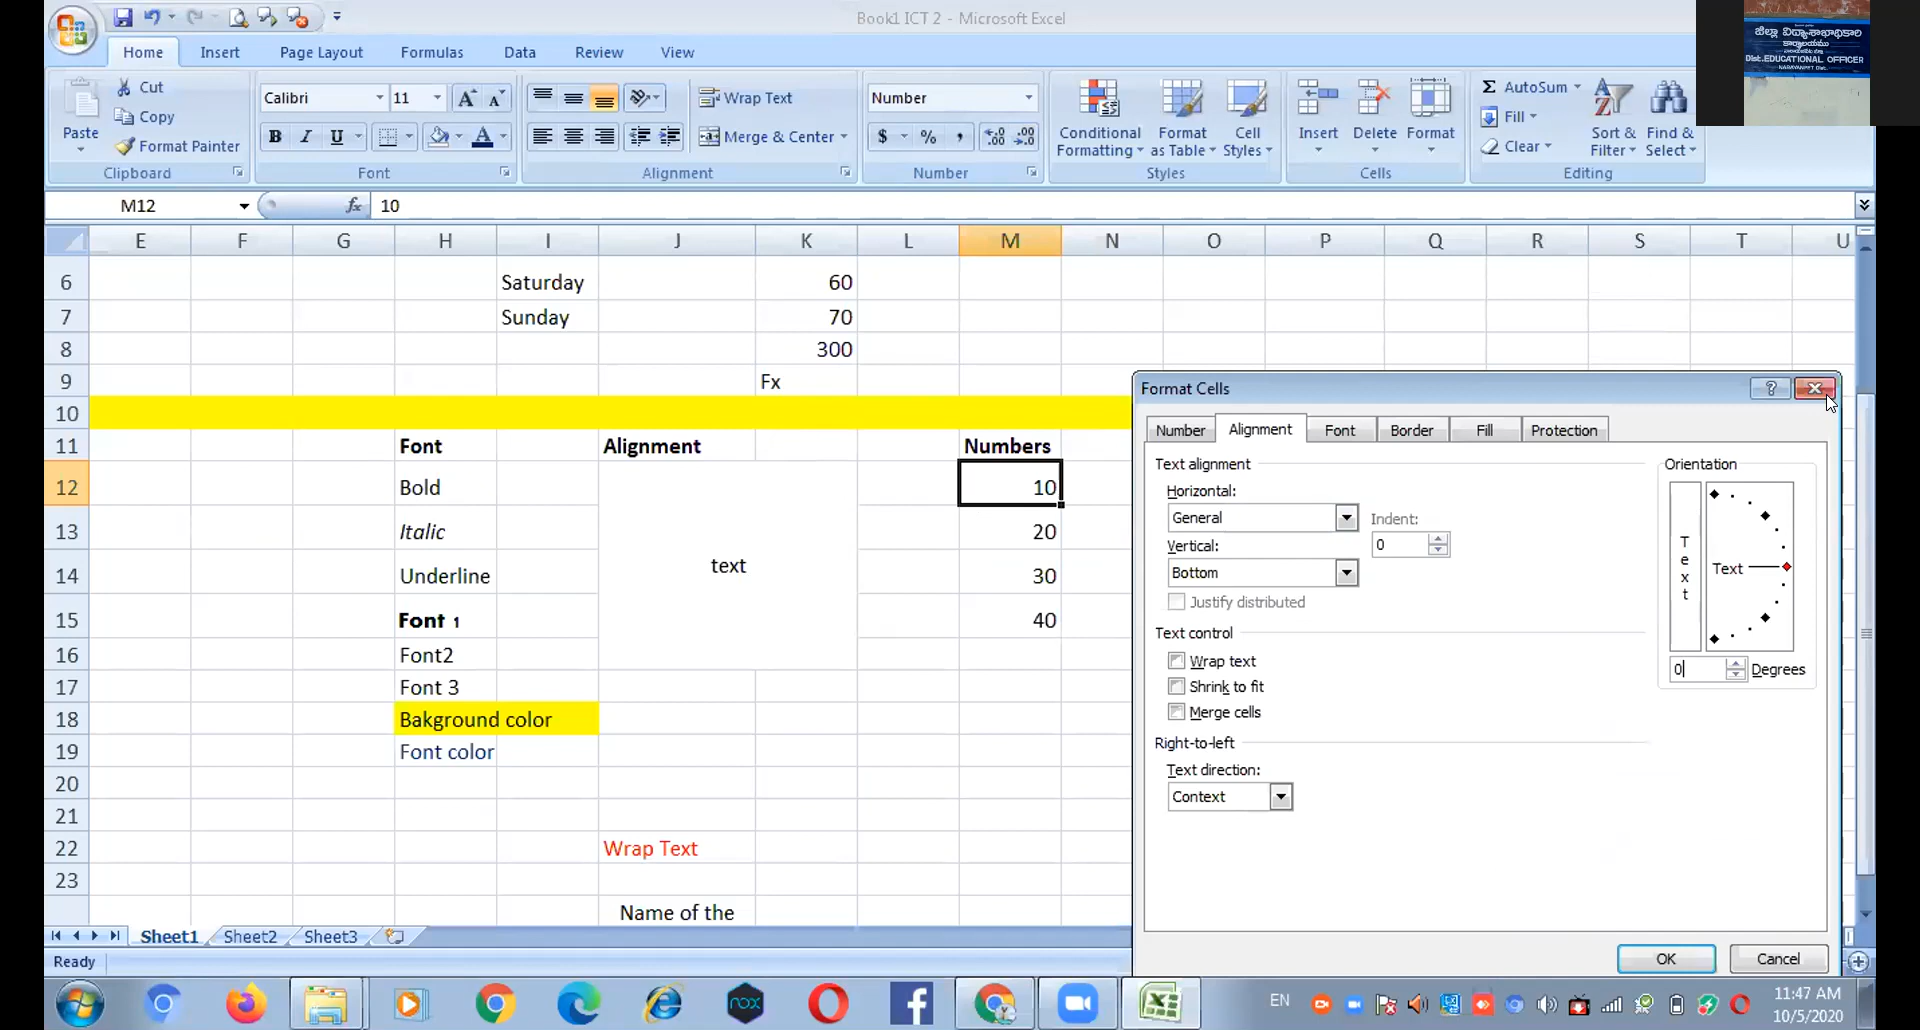 Book1 ICT 2 - Microsoft Excel
Home Insert Page Layout Formulas Data Review View
Paste
Cut
Copy
Format Painter
Clipboard
Calibri 11
B I U A
Font
Wrap Text
Merge & Center
Alignment
Number
$ % ,
Number
Conditional Formatting
Format as Table
Cell Styles
Styles
Insert Delete Format
Cells
Σ AutoSum
Fill
Clear
Sort & Filter
Find & Select
Editing
Dist.EDUCATIONAL OFFICER
NARAYANPET Dist.
M12 fx 10
E F G H I J K L M N O P Q R S T U
6 Saturday 60
7 Sunday 70
8 300
9 Fx
10
11 Font Alignment Numbers
12 Bold 10
13 Italic 20
text
14 Underline 30
15 Font 1 40
16 Font2
17 Font 3
18 Bakground color
19 Font color
20
21
22 Wrap Text
23
Name of the
Format Cells
Number Alignment Font Border Fill Protection
Text alignment
Horizontal:
General
Indent:
0
Vertical:
Bottom
Justify distributed
Text control
Wrap text
Shrink to fit
Merge cells
Right-to-left
Text direction:
Context
Orientation
Text
Text
0 Degrees
OK Cancel
Sheet1 Sheet2 Sheet3
Ready
nox
EN
11:47 AM
10/5/2020